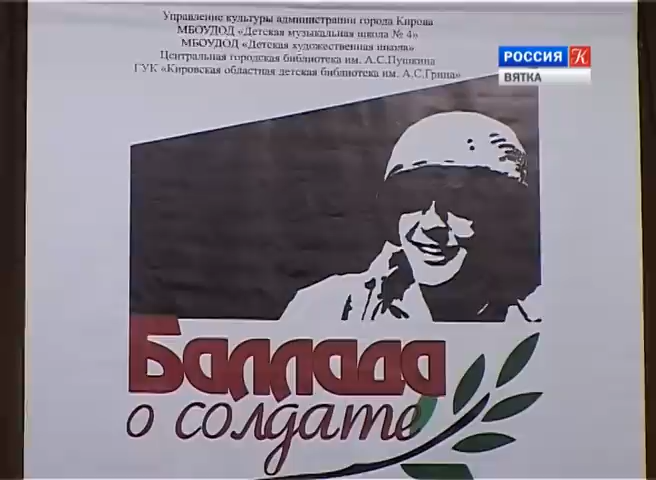 Управление культуры администрации города Кирова
МБОУДОД «Детская музыкальная школа № 4»
МБОУДОД «Детская художественная школа»
Центральная городская библиотека им. А.С.Пушкина
ГУК «Кировская областная детская библиотека им. А.С.Грина»
РОССИЯ К
ВЯТКА
Баллада
о солдате